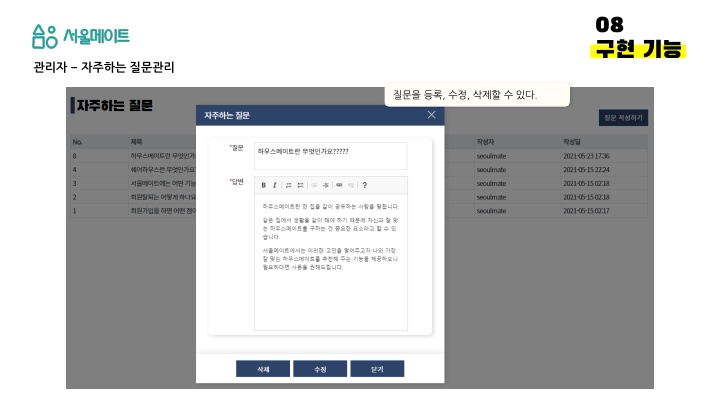 서울메이트
08
구현 기능
관리자 – 자주하는 질문관리
질문을 등록, 수정, 삭제할 수 있다.
자주하는 질문
질문 작성하기
No. 제목 작성자 작성일
8 하우스메이트란 무엇인가 seoulmate 2021-05-23 17:36
4 쉐어하우스란 무엇인가요 seoulmate 2021-05-15 22:24
3 서울메이트에는 어떤 기능 seoulmate 2021-05-15 02:18
2 회원탈퇴는 어떻게 하나요 seoulmate 2021-05-15 02:18
1 회원가입을 하면 어떤 점이 seoulmate 2021-05-15 02:17
자주하는 질문
*질문 하우스메이트란 무엇인가요?????
*답변
B I ?
하우스메이트란 한 집을 같이 공유하는 사람을 말합니다.
같은 집에서 생활을 같이 해야 하기 때문에 자신과 잘 맞
는 하우스메이트를 구하는 건 중요한 요소라고 할 수 있
습니다.
서울메이트에서는 이러한 고민을 덜어주고자 나와 가장
잘 맞는 하우스메이트를 추천해 주는 기능을 제공하오니
필요하다면 사용을 권해드립니다.
삭제 수정 닫기